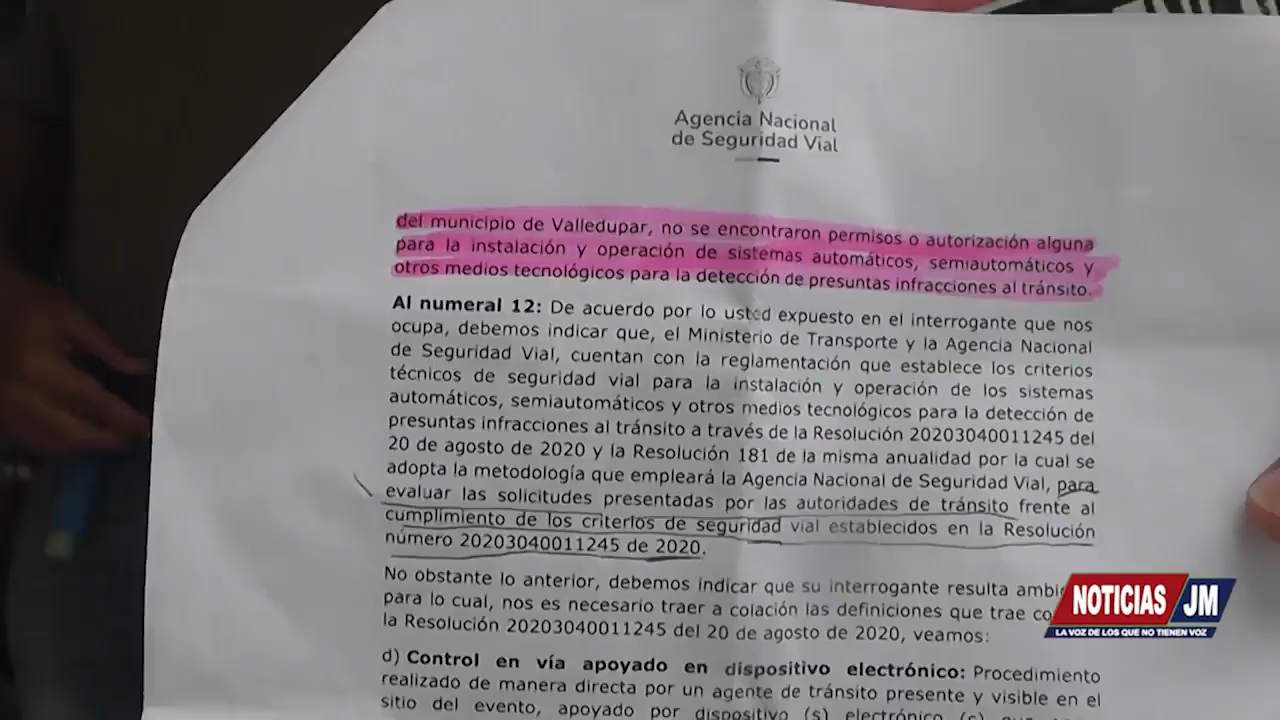 Agencia Nacional
de Seguridad Vial
del municipio de Valledupar, no se encontraron permisos o autorización alguna
para la instalación y operación de sistemas automáticos, semiautomáticos y
otros medios tecnológicos para la detección de presuntas infracciones al tránsito.
Al numeral 12: De acuerdo por lo usted expuesto en el interrogante que nos
ocupa, debemos indicar que, el Ministerio de Transporte y la Agencia Nacional
de Seguridad Vial, cuentan con la reglamentación que establece los criterios
técnicos de seguridad vial para la instalación y operación de los sistemas
automáticos, semiautomáticos y otros medios tecnológicos para la detección de
presuntas infracciones al tránsito a través de la Resolución 20203040011245 del
20 de agosto de 2020 y la Resolución 181 de la misma anualidad por la cual se
adopta la metodología que empleará la Agencia Nacional de Seguridad Vial, para
evaluar las solicitudes presentadas por las autoridades de tránsito frente al
cumplimiento de los criterios de seguridad vial establecidos en la Resolución
número 20203040011245 de 2020.
No obstante lo anterior, debemos indicar que su interrogante resulta
para lo cual, nos es necesario traer a colación las definiciones que trae
la Resolución 20203040011245 del 20 de agosto de 2020, veamos:
d) Control en vía apoyado en dispositivo electrónico: Procedimiento
realizado de manera directa por un agente de tránsito presente y visible en el
sitio del evento, apoyado por dispositivo (s) electrónico (s)
NOTICIAS JM
LA VOZ DE LOS QUE NO TIENEN VOZ